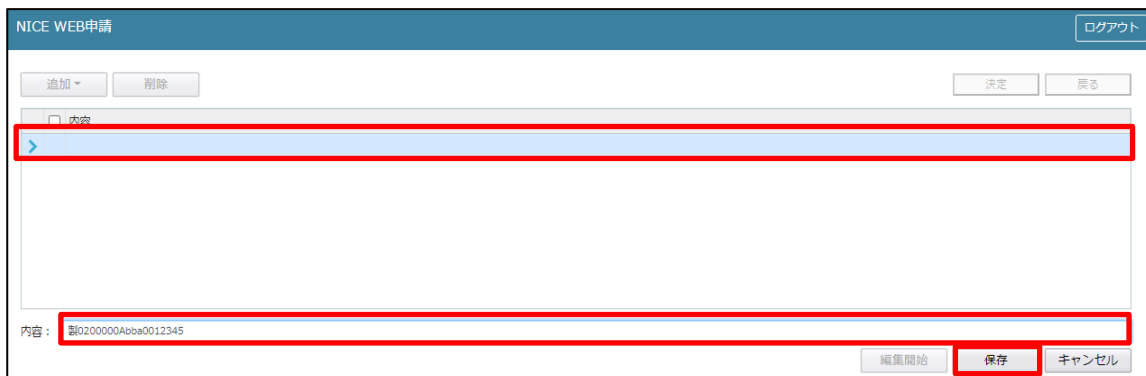 NICE WEB申請
ログアウト
追加
削除
決定
戻る
内容
内容：
製0200000Abba0012345
編集開始
保存
キャンセル